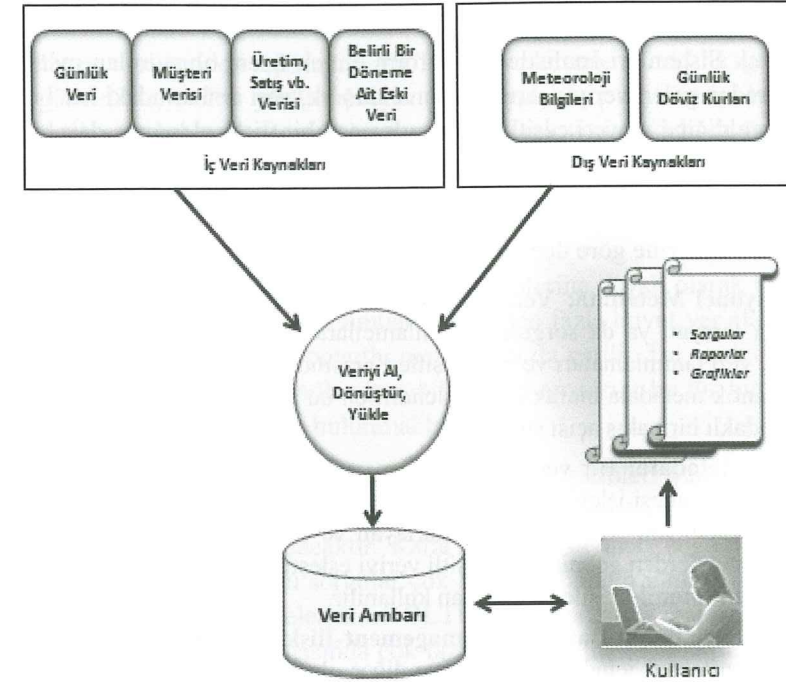 Günlük
Veri
Müşteri
Verisi
Üretim,
Satış vb.
Verisi
Belirli Bir
Döneme
Ait Eski
Veri
İç Veri Kaynakları
Meteoroloji
Bilgileri
Günlük
Döviz Kurları
Dış Veri Kaynakları
Veriyi Al,
Dönüştür,
Yükle
• Sorgular
• Raporlar
• Grafikler
Veri Ambarı
Kullanıcı